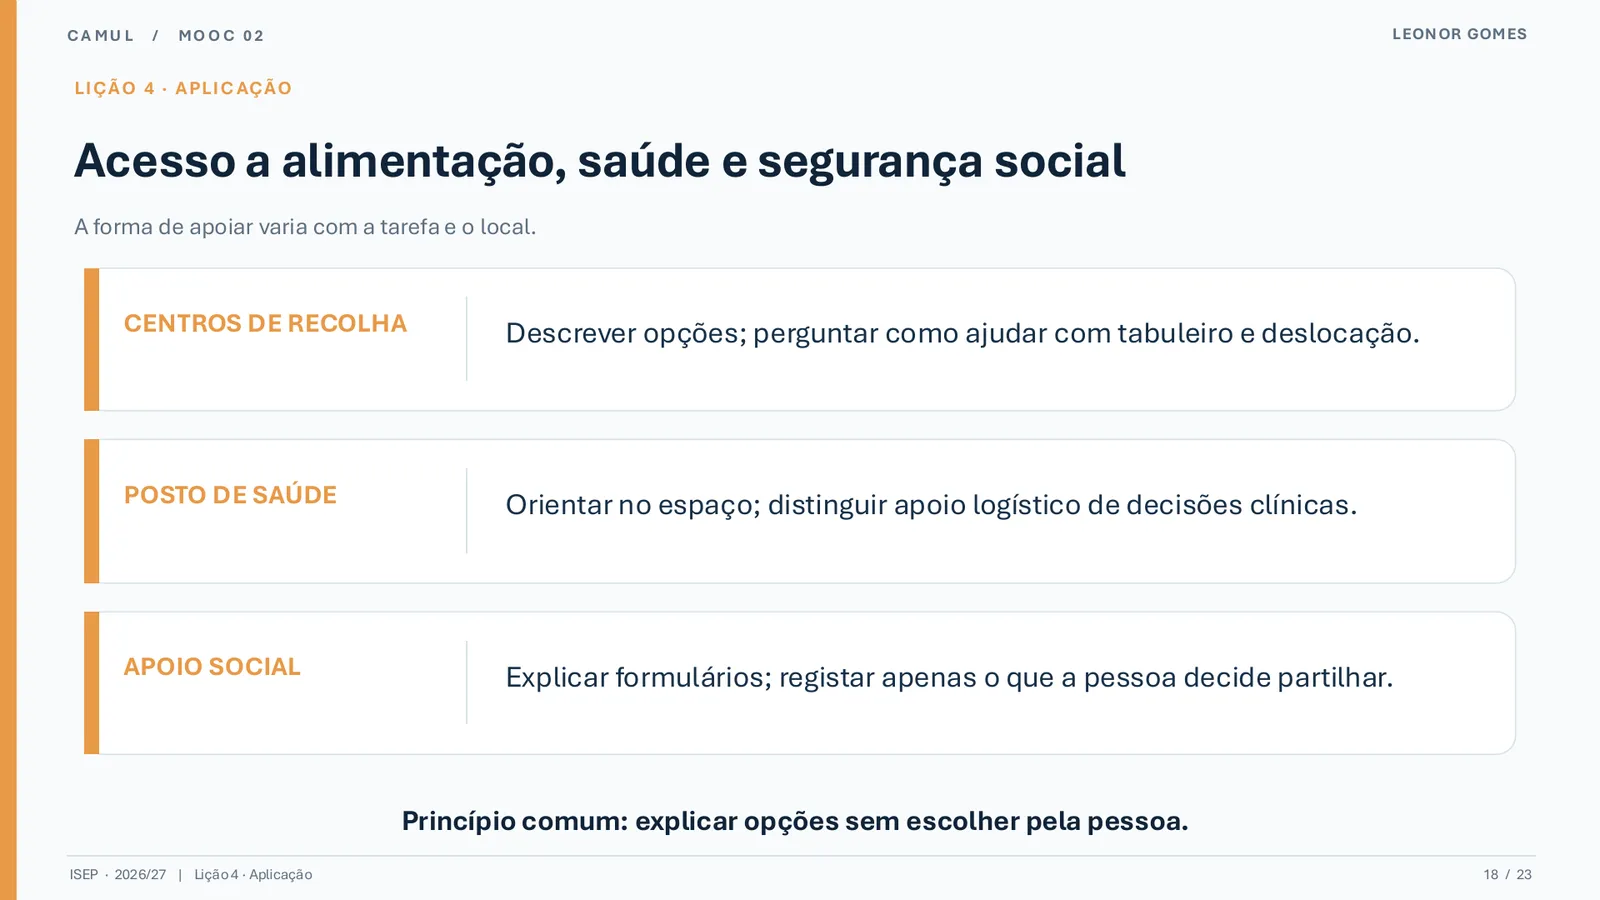 CAMUL / MOOC 02
LEONOR GOMES
LIÇÃO 4 · APLICAÇÃO
Acesso a alimentação, saúde e segurança social
A forma de apoiar varia com a tarefa e o local.
CENTROS DE RECOLHA
Descrever opções; perguntar como ajudar com tabuleiro e deslocação.
POSTO DE SAÚDE
Orientar no espaço; distinguir apoio logístico de decisões clínicas.
APOIO SOCIAL
Explicar formulários; registar apenas o que a pessoa decide partilhar.
Princípio comum: explicar opções sem escolher pela pessoa.
ISEP · 2026/27 | Lição 4 · Aplicação
18 / 23